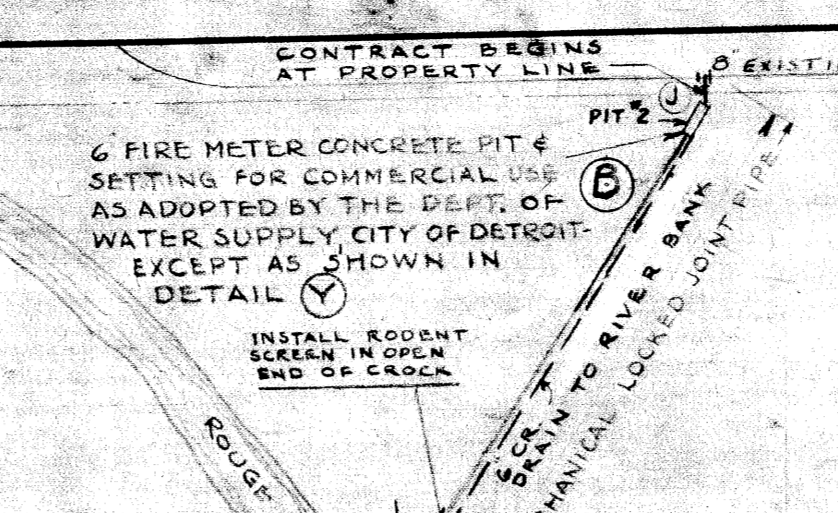 CONTRACT BEGINS
AT PROPERTY LINE
8" EXISTI
J
PIT #2
6 FIRE METER CONCRETE PIT &
SETTING FOR COMMERCIAL USE
AS ADOPTED BY THE DEPT. OF
WATER SUPPLY, CITY OF DETROIT-
EXCEPT AS SHOWN IN
DETAIL Y
B
INSTALL RODENT
SCREEN IN OPEN
END OF CROCK
ROUGE
6 CR.
DRAIN TO RIVER BANK
HANICAL LOCKED JOINT PIPE